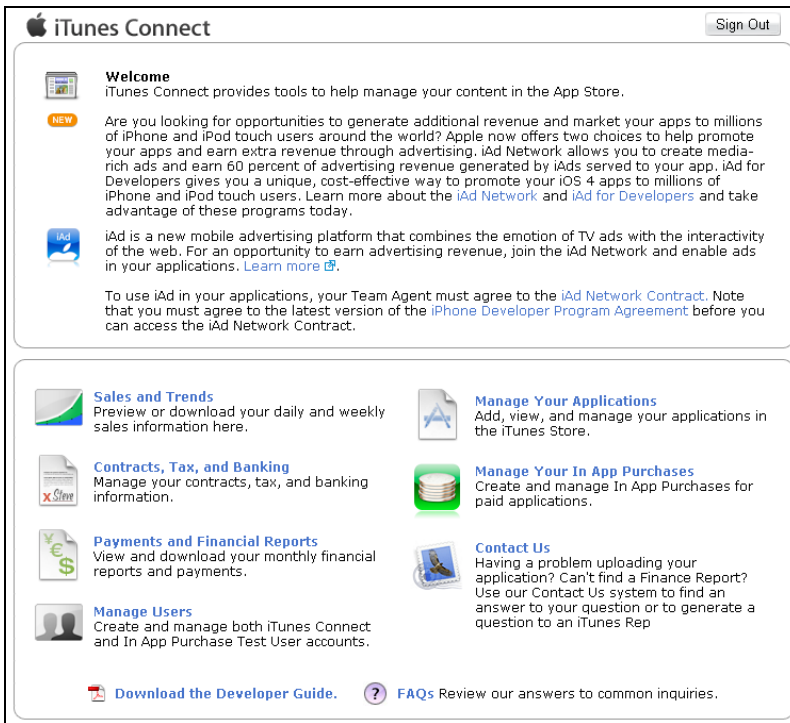 iTunes Connect
Sign Out
Welcome
iTunes Connect provides tools to help manage your content in the App Store.
NEW
Are you looking for opportunities to generate additional revenue and market your apps to millions
of iPhone and iPod touch users around the world? Apple now offers two choices to help promote
your apps and earn extra revenue through advertising. iAd Network allows you to create media-
rich ads and earn 60 percent of advertising revenue generated by iAds served to your app. iAd for
Developers gives you a unique, cost-effective way to promote your iOS 4 apps to millions of
iPhone and iPod touch users. Learn more about the iAd Network and iAd for Developers and take
advantage of these programs today.
iAd
iAd is a new mobile advertising platform that combines the emotion of TV ads with the interactivity
of the web. For an opportunity to earn advertising revenue, join the iAd Network and enable ads
in your applications. Learn more.
To use iAd in your applications, your Team Agent must agree to the iAd Network Contract. Note
that you must agree to the latest version of the iPhone Developer Program Agreement before you
can access the iAd Network Contract.
Sales and Trends
Preview or download your daily and weekly
sales information here.
Contracts, Tax, and Banking
Manage your contracts, tax, and banking
information.
x Steve
Payments and Financial Reports
View and download your monthly financial
reports and payments.
¥ € $
Manage Users
Create and manage both iTunes Connect
and In App Purchase Test User accounts.
Manage Your Applications
Add, view, and manage your applications in
the iTunes Store.
Manage Your In App Purchases
Create and manage In App Purchases for
paid applications.
Contact Us
Having a problem uploading your
application? Can't find a Finance Report?
Use our Contact Us system to find an
answer to your question or to generate a
question to an iTunes Rep
Download the Developer Guide.
? FAQs Review our answers to common inquiries.